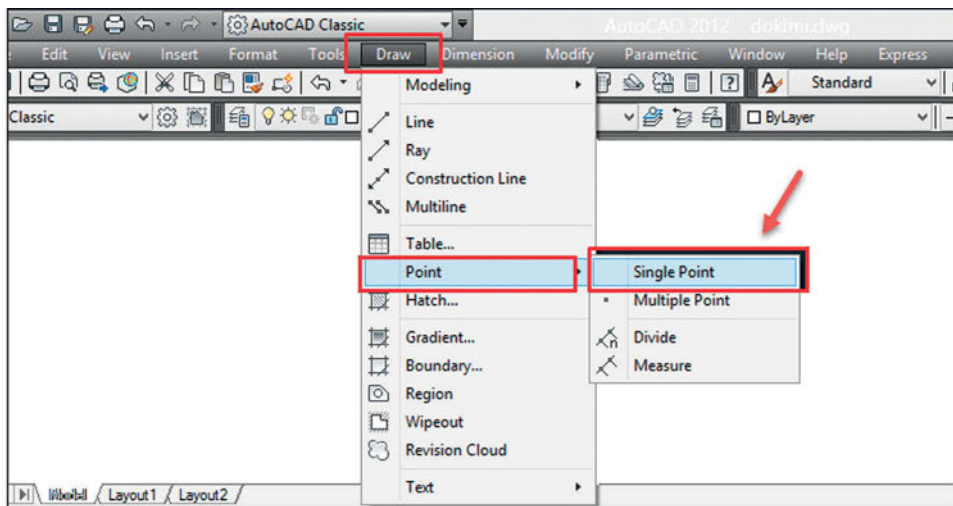 AutoCAD Classic AutoCAD 2012 dokimi.dwg
Edit View Insert Format Tools Draw Dimension Modify Parametric Window Help Express
Standard
Classic ByLayer
Modeling
Line
Ray
Construction Line
Multiline
Table...
Point
Hatch...
Gradient...
Boundary...
Region
Wipeout
Revision Cloud
Text
Single Point
Multiple Point
Divide
Measure
Layout1 Layout2